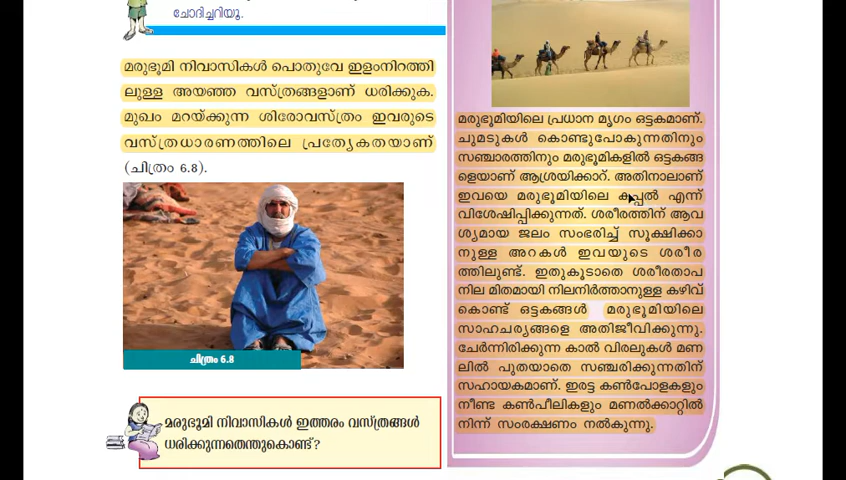 ചോദിച്ചറിയൂ.
മരുഭൂമി നിവാസികൾ പൊതുവേ ഇളംനിറത്തി
ലുള്ള അയഞ്ഞ വസ്ത്രങ്ങളാണ് ധരിക്കുക.
മുഖം മറയ്ക്കുന്ന ശിരോവസ്ത്രം ഇവരുടെ
വസ്ത്രധാരണത്തിലെ പ്രത്യേകതയാണ്
(ചിത്രം 6.8).
ചിത്രം 6.8
മരുഭൂമി നിവാസികൾ ഇത്തരം വസ്ത്രങ്ങൾ
ധരിക്കുന്നതെന്തുകൊണ്ട്?
മരുഭൂമിയിലെ പ്രധാന മൃഗം ഒട്ടകമാണ്.
ചുമടുകൾ കൊണ്ടുപോകുന്നതിനും
സഞ്ചാരത്തിനും മരുഭൂമികളിൽ ഒട്ടകങ്ങ
ളെയാണ് ആശ്രയിക്കാറ്. അതിനാലാണ്
ഇവയെ മരുഭൂമിയിലെ കപ്പൽ എന്ന്
വിശേഷിപ്പിക്കുന്നത്. ശരീരത്തിന് ആവ
ശ്യമായ ജലം സംഭരിച്ച് സൂക്ഷിക്കാ
നുള്ള അറകൾ ഇവയുടെ ശരീര
ത്തിലുണ്ട്. ഇതുകൂടാതെ ശരീരതാപ
നില മിതമായി നിലനിർത്താനുള്ള കഴിവ്
കൊണ്ട് ഒട്ടകങ്ങൾ മരുഭൂമിയിലെ
സാഹചര്യങ്ങളെ അതിജീവിക്കുന്നു.
ചേർന്നിരിക്കുന്ന കാൽ വിരലുകൾ മണ
ലിൽ പുതയാതെ സഞ്ചരിക്കുന്നതിന്
സഹായകമാണ്. ഇരട്ട കൺപോളകളും
നീണ്ട കൺപീലികളും മണൽക്കാറ്റിൽ
നിന്ന് സംരക്ഷണം നൽകുന്നു.